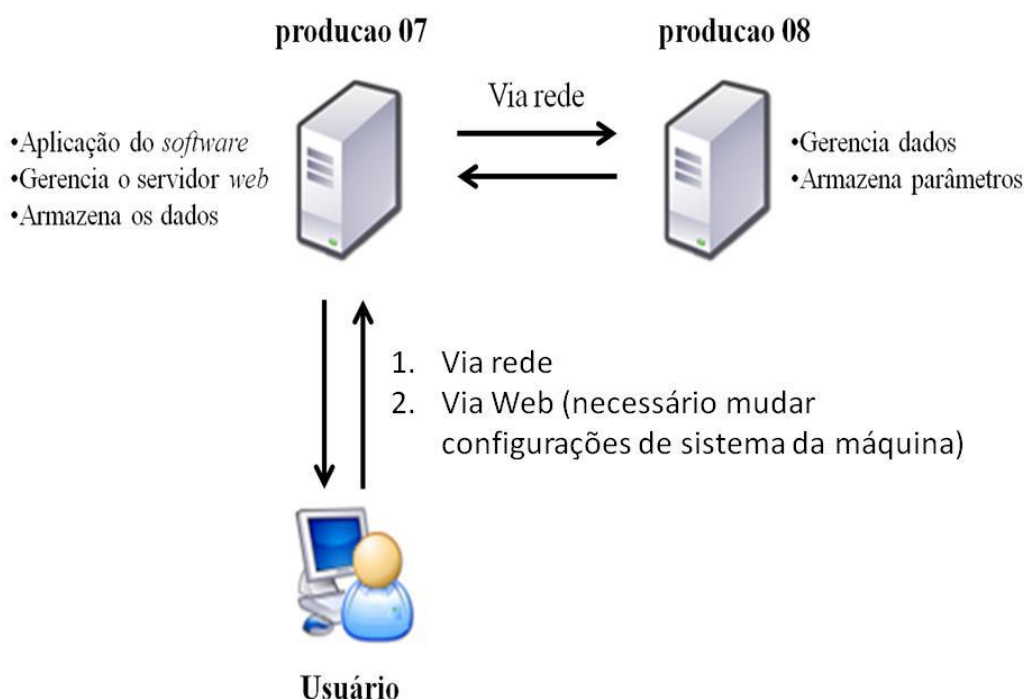 producao 07
producao 08
Via rede
•Aplicação do software
•Gerencia o servidor web
•Armazena os dados
•Gerencia dados
•Armazena parâmetros
1. Via rede
2. Via Web (necessário mudar
configurações de sistema da máquina)
Usuário